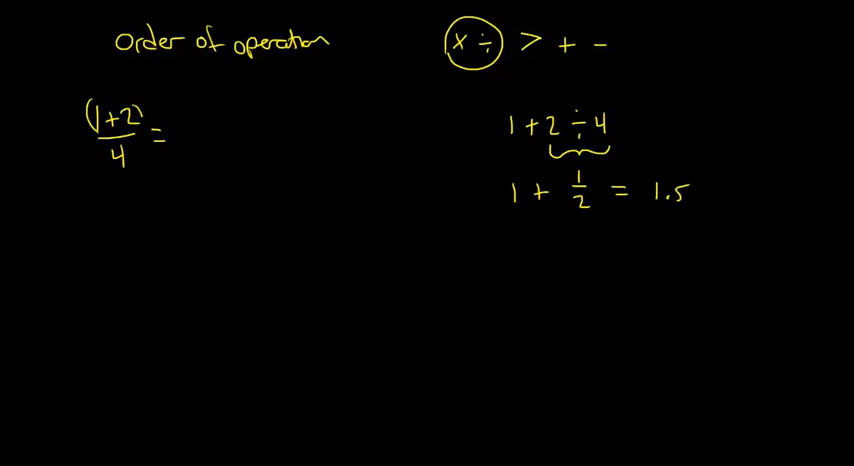 Order of operation
× ÷ > + -
(1+2)/4 =
1 + 2 ÷ 4
1 + 1/2 = 1.5